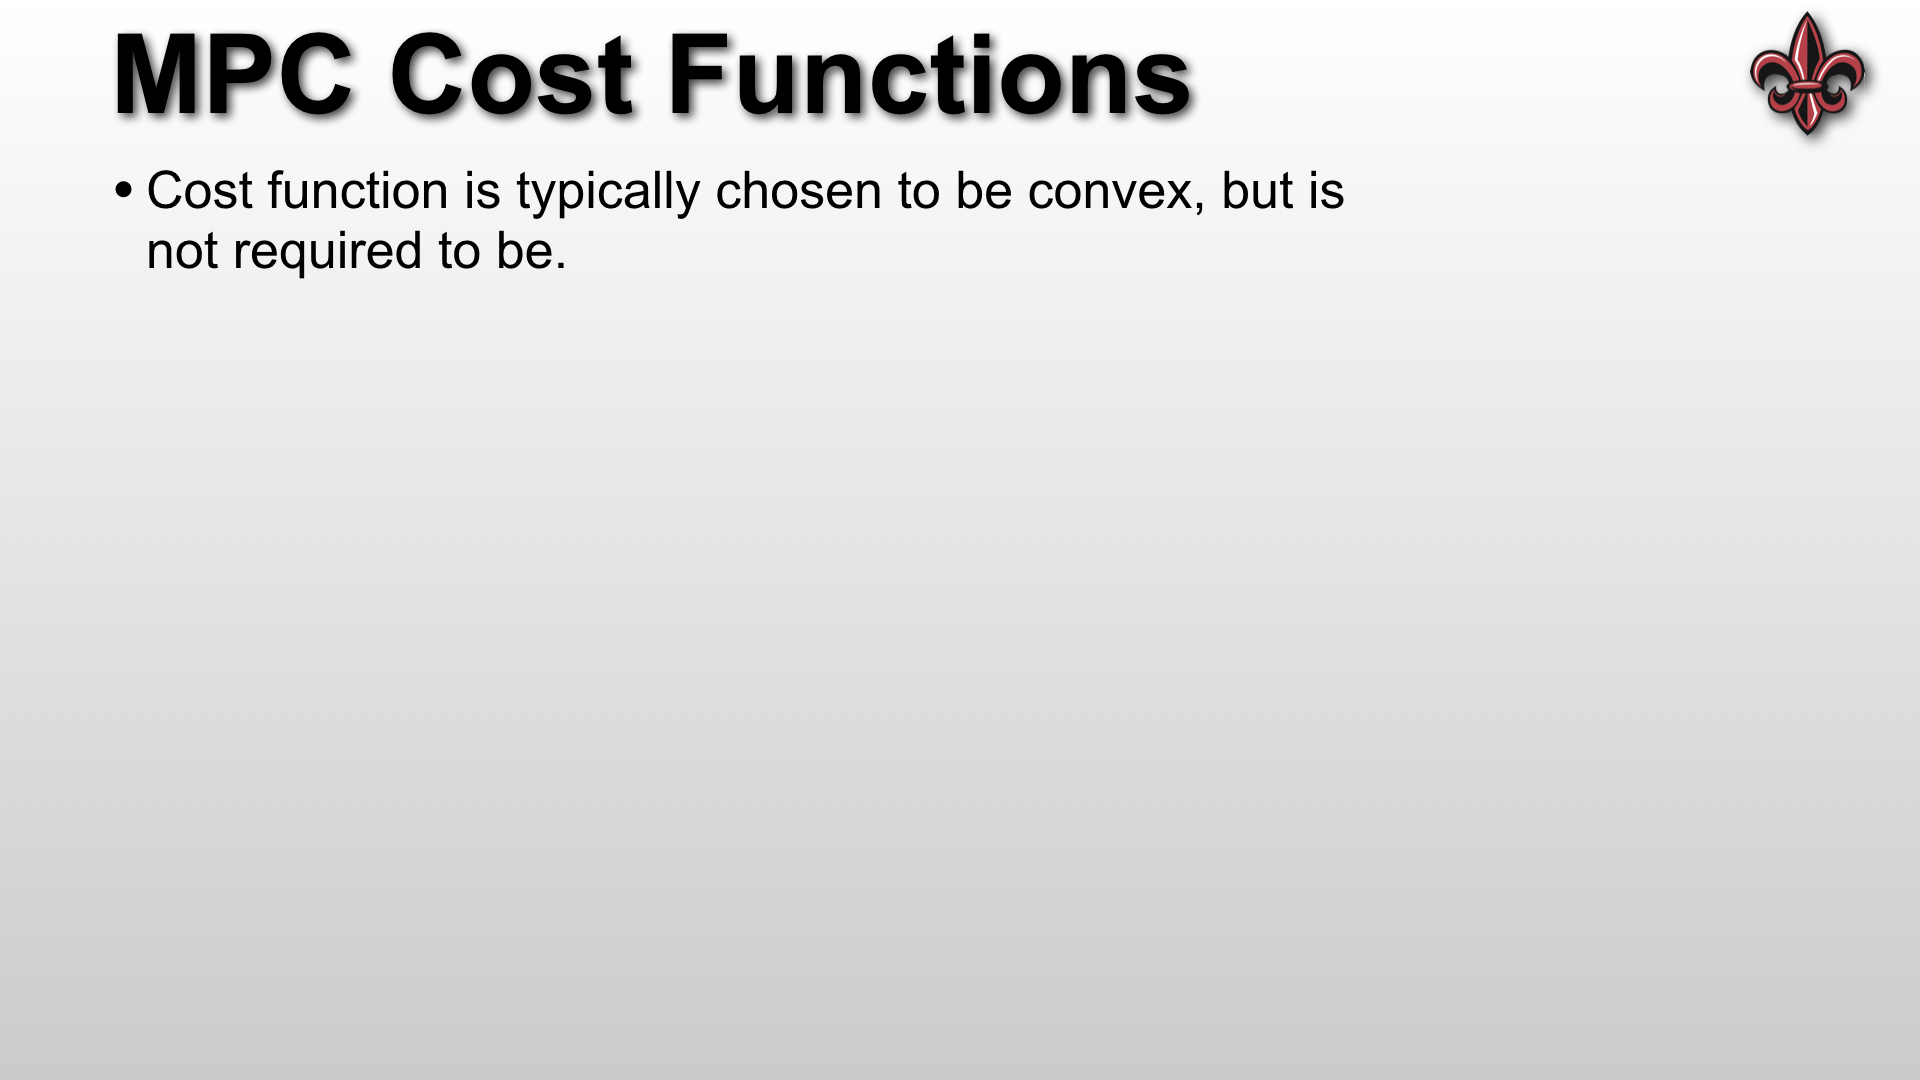 MPC Cost Functions
• Cost function is typically chosen to be convex, but is
not required to be.